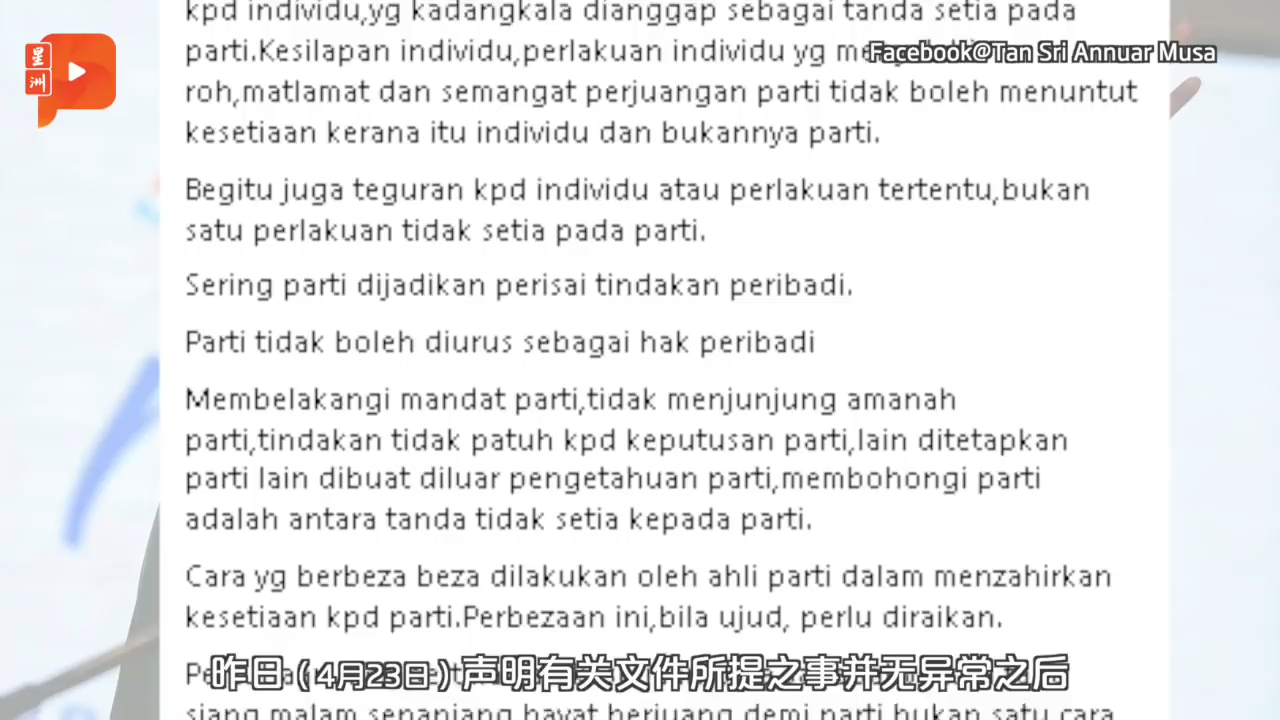 kpd individu,yg kadangkala dianggap sebagai tanda setia pada
parti.Kesilapan individu,perlakuan individu yg
Facebook@Tan Sri Annuar Musa
星洲
roh,matlamat dan semangat perjuangan parti tidak boleh menuntut
kesetiaan kerana itu individu dan bukannya parti.
Begitu juga teguran kpd individu atau perlakuan tertentu,bukan
satu perlakuan tidak setia pada parti.
Sering parti dijadikan perisai tindakan peribadi.
Parti tidak boleh diurus sebagai hak peribadi
Membelakangi mandat parti,tidak menjunjung amanah
parti,tindakan tidak patuh kpd keputusan parti,lain ditetapkan
parti lain dibuat diluar pengetahuan parti,membohongi parti
adalah antara tanda tidak setia kepada parti.
Cara yg berbeza beza dilakukan oleh ahli parti dalam menzahirkan
kesetiaan kpd parti.Perbezaan ini,bila ujud, perlu diraikan.
昨日(4月23日)声明有关文件所提之事并无异常之后
siang malam sepanjang hayat berjuang demi parti bukan satu cara